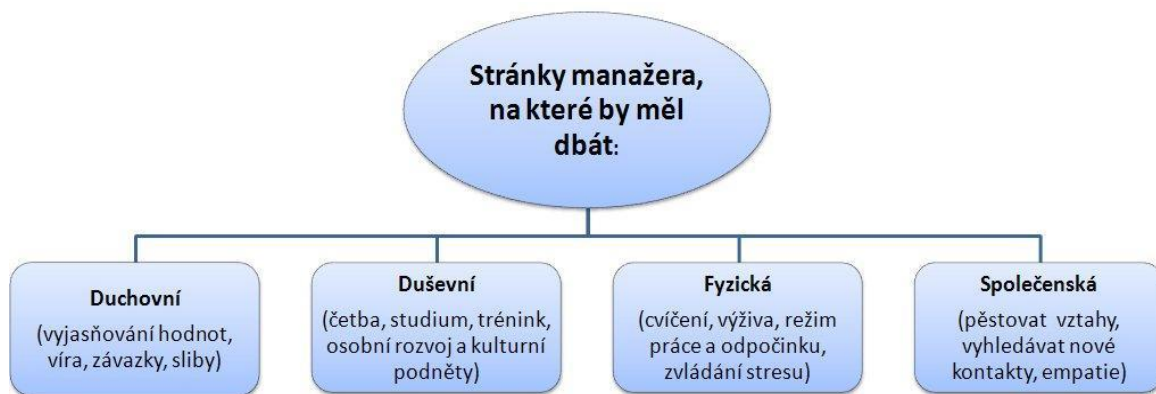 Stránky manažera,
na které by měl
dbát:
Duchovní
(vyjasňování hodnot,
víra, závazky, sliby)
Duševní
(četba, studium, trénink,
osobní rozvoj a kulturní
podněty)
Fyzická
(cvičení, výživa, režim
práce a odpočinku,
zvládání stresu)
Společenská
(pěstovat vztahy,
vyhledávat nové
kontakty, empatie)